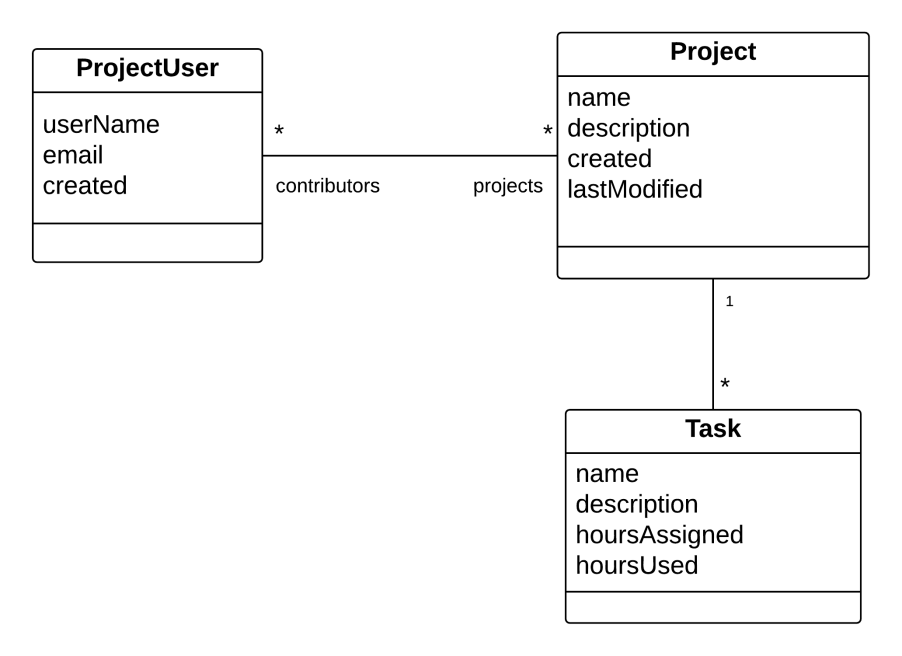 ProjectUser
userName
email
created
*
contributors
*
projects
Project
name
description
created
lastModified
1
*
Task
name
description
hoursAssigned
hoursUsed